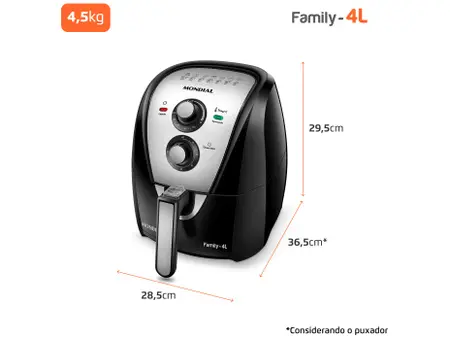 4,5kg
Family - 4L
MONDIAL
29,5cm
36,5cm*
Family - 4L
28,5cm
*Considerando o puxador